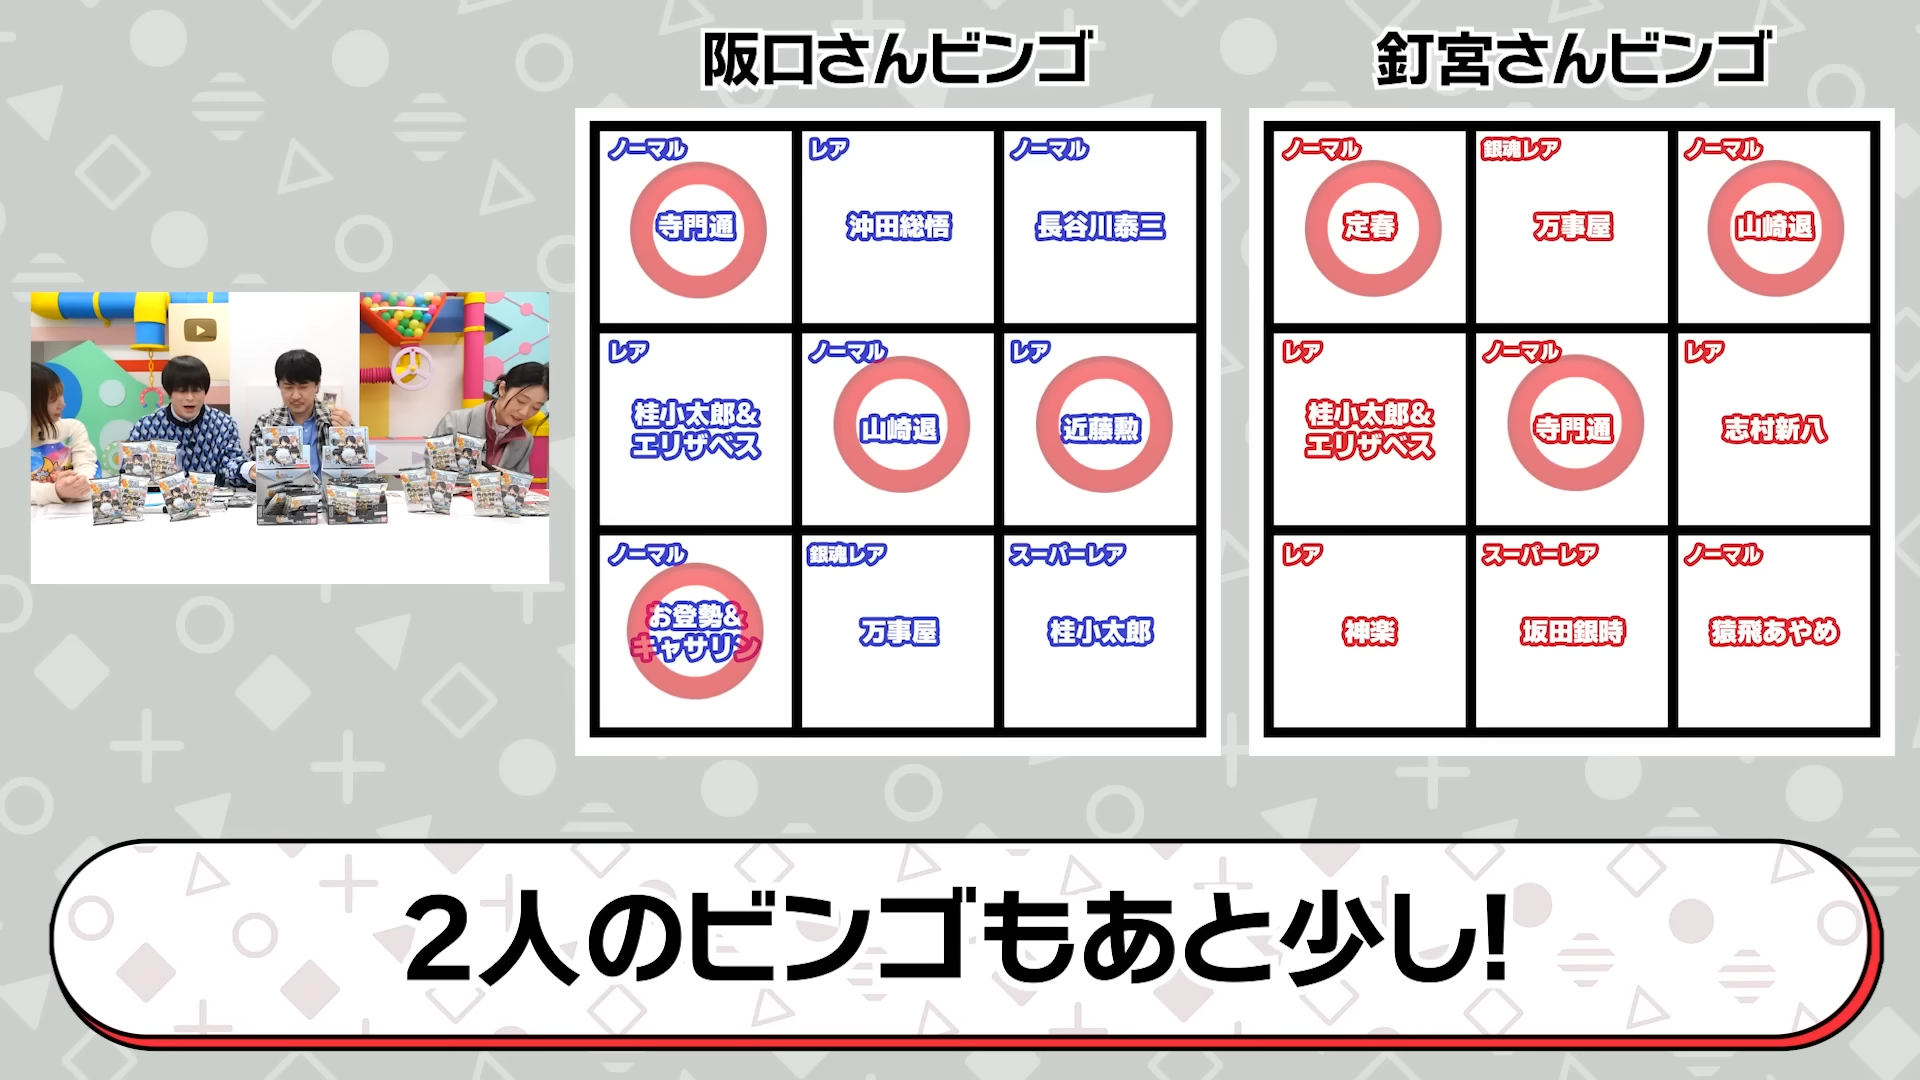 阪口さんビンゴ
ノーマル
寺門通
レア
沖田総悟
ノーマル
長谷川泰三
レア
桂小太郎&
エリザベス
ノーマル
山崎退
レア
近藤勲
ノーマル
お登勢&
キャサリン
銀魂レア
万事屋
スーパーレア
桂小太郎
釘宮さんビンゴ
ノーマル
定春
銀魂レア
万事屋
ノーマル
山崎退
レア
桂小太郎&
エリザベス
ノーマル
寺門通
レア
志村新八
レア
神楽
スーパーレア
坂田銀時
ノーマル
猿飛あやめ
2人のビンゴもあと少し!